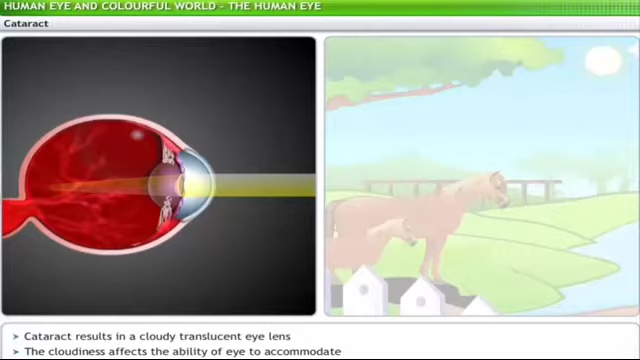 HUMAN EYE AND COLOURFUL WORLD - THE HUMAN EYE
Cataract
➤ Cataract results in a cloudy translucent eye lens
➤ The cloudiness affects the ability of eye to accommodate